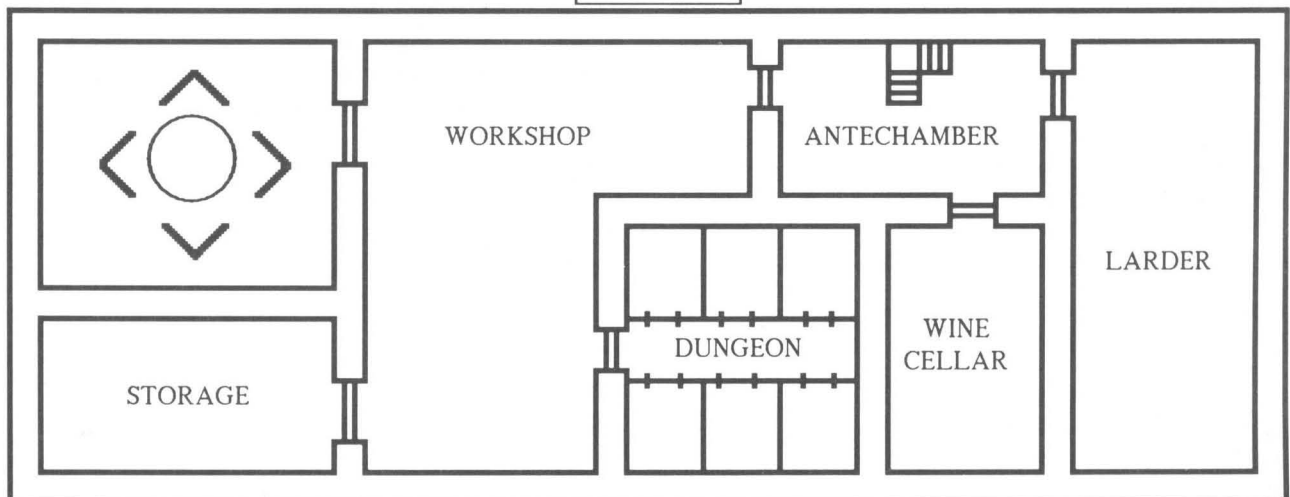 WORKSHOP
ANTECHAMBER
LARDER
WINE
CELLAR
DUNGEON
STORAGE